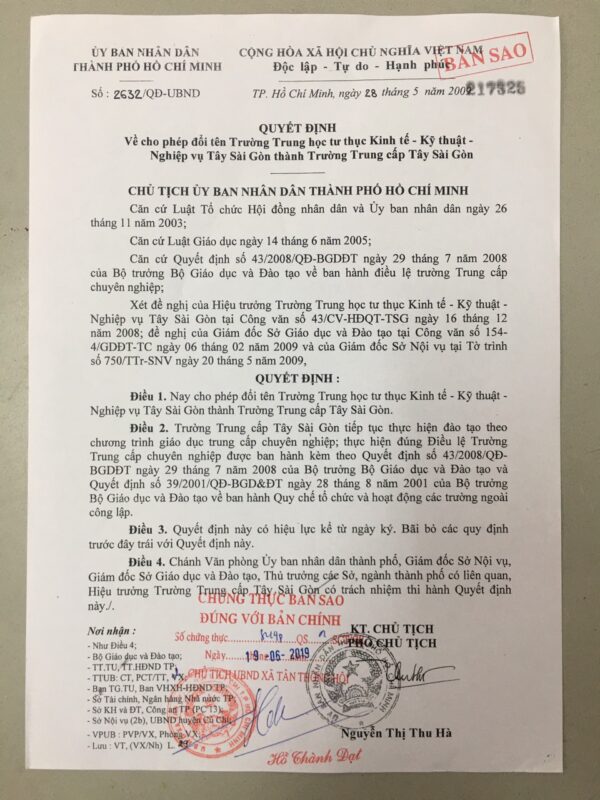 ỦY BAN NHÂN DÂN
THÀNH PHỐ HỒ CHÍ MINH
CỘNG HÒA XÃ HỘI CHỦ NGHĨA VIỆT NAM
Độc lập - Tự do - Hạnh phúc
BẢN SAO
Số : 2632/QĐ-UBND
TP. Hồ Chí Minh, ngày 28 tháng 5 năm 2009
217325
QUYẾT ĐỊNH
Về cho phép đổi tên Trường Trung học tư thục Kinh tế - Kỹ thuật -
Nghiệp vụ Tây Sài Gòn thành Trường Trung cấp Tây Sài Gòn
CHỦ TỊCH ỦY BAN NHÂN DÂN THÀNH PHỐ HỒ CHÍ MINH
Căn cứ Luật Tổ chức Hội đồng nhân dân và Ủy ban nhân dân ngày 26
tháng 11 năm 2003;
Căn cứ Luật Giáo dục ngày 14 tháng 6 năm 2005;
Căn cứ Quyết định số 43/2008/QĐ-BGDĐT ngày 29 tháng 7 năm 2008
của Bộ trưởng Bộ Giáo dục và Đào tạo về ban hành điều lệ trường Trung cấp
chuyên nghiệp;
Xét đề nghị của Hiệu trưởng Trường Trung học tư thục Kinh tế - Kỹ thuật -
Nghiệp vụ Tây Sài Gòn tại Công văn số 43/CV-HĐQT-TSG ngày 16 tháng 12
năm 2008; đề nghị của Giám đốc Sở Giáo dục và Đào tạo tại Công văn số 154-
4/GDĐT-TC ngày 06 tháng 02 năm 2009 và của Giám đốc Sở Nội vụ tại Tờ trình
số 750/TTr-SNV ngày 20 tháng 5 năm 2009,
QUYẾT ĐỊNH :
Điều 1. Nay cho phép đổi tên Trường Trung học tư thục Kinh tế - Kỹ thuật -
Nghiệp vụ Tây Sài Gòn thành Trường Trung cấp Tây Sài Gòn.
Điều 2. Trường Trung cấp Tây Sài Gòn tiếp tục thực hiện đào tạo theo
chương trình giáo dục trung cấp chuyên nghiệp; thực hiện đúng Điều lệ Trường
Trung cấp chuyên nghiệp được ban hành kèm theo Quyết định số 43/2008/QĐ-
BGDĐT ngày 29 tháng 7 năm 2008 của Bộ trưởng Bộ Giáo dục và Đào tạo và
Quyết định số 39/2001/QĐ-BGD&ĐT ngày 28 tháng 8 năm 2001 của Bộ trưởng
Bộ Giáo dục và Đào tạo về ban hành Quy chế tổ chức và hoạt động các trường ngoài
công lập.
Điều 3. Quyết định này có hiệu lực kể từ ngày ký. Bãi bỏ các quy định
trước đây trái với Quyết định này.
Điều 4. Chánh Văn phòng Ủy ban nhân dân thành phố, Giám đốc Sở Nội vụ,
Giám đốc Sở Giáo dục và Đào tạo, Thủ trưởng các Sở, ngành thành phố có liên quan,
Hiệu trưởng Trường Trung cấp Tây Sài Gòn có trách nhiệm thi hành Quyết định
này./.
CHỨNG THỰC BẢN SAO
ĐÚNG VỚI BẢN CHÍNH
Số chứng thực
Ngày 19-06-2019
CHỦ TỊCH UBND XÃ TÂN THÔNG HỘI
Nơi nhận :
- Như Điều 4;
- Bộ Giáo dục và Đào tạo;
- TT.TU, TT.HĐND TP;
- TTUB: CT, PCT/TT, VX;
- Ban TG.TU, Ban VHXH-HĐND TP;
- Sở Tài chính, Ngân hàng Nhà nước TP;
- Sở KH và ĐT, Công an TP (PC13);
- Sở Nội vụ (2b), UBND huyện Củ Chi;
- VPUB : PVP/VX, Phòng VX;
- Lưu : VT, (VX/Nh) L.
KT. CHỦ TỊCH
PHÓ CHỦ TỊCH
Nguyễn Thị Thu Hà
Hồ Thành Đạt